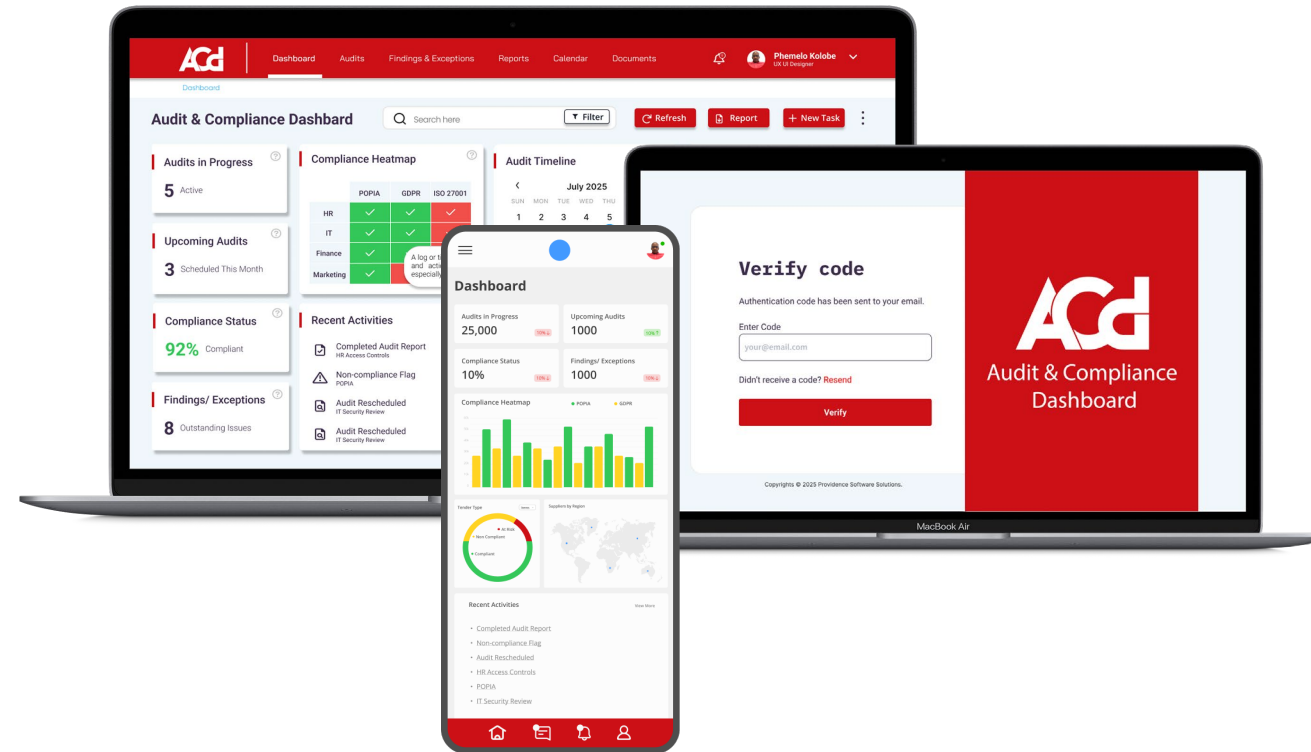 ACd
Dashboard Audits Findings & Exceptions Reports Calendar Documents
Phemelo Kolobe
UX UI Designer
Dashboard
Audit & Compliance Dashbard
Search here
Filter
Refresh
Report
+ New Task
Audits in Progress
5 Active
Upcoming Audits
3 Scheduled This Month
Compliance Status
92% Compliant
Findings/ Exceptions
8 Outstanding Issues
Compliance Heatmap
POPIA GDPR ISO 27001
HR
IT
Finance
Marketing
A log or
and
especially
Recent Activities
Completed Audit Report
HR Access Controls
Non-compliance Flag
POPIA
Audit Rescheduled
IT Security Review
Audit Rescheduled
IT Security Review
Audit Timeline
July 2025
SUN MON TUE WED THU
1 2 3 4 5
Dashboard
Audits in Progress
25,000
10%
Upcoming Audits
1000
Compliance Status
10%
10%
Findings/ Exceptions
1000
10%
Compliance Heatmap
POPIA
GDPR
Tender Type
At Risk
Non Compliant
Compliant
Suppliers by Region
Recent Activities
View More
• Completed Audit Report
• Non-compliance Flag
• Audit Rescheduled
• HR Access Controls
• POPIA
• IT Security Review
Verify code
Authentication code has been sent to your email.
Enter Code
your@email.com
Didn't receive a code? Resend
Verify
Copyrights © 2025 Providence Software Solutions.
ACd
Audit & Compliance
Dashboard
MacBook Air